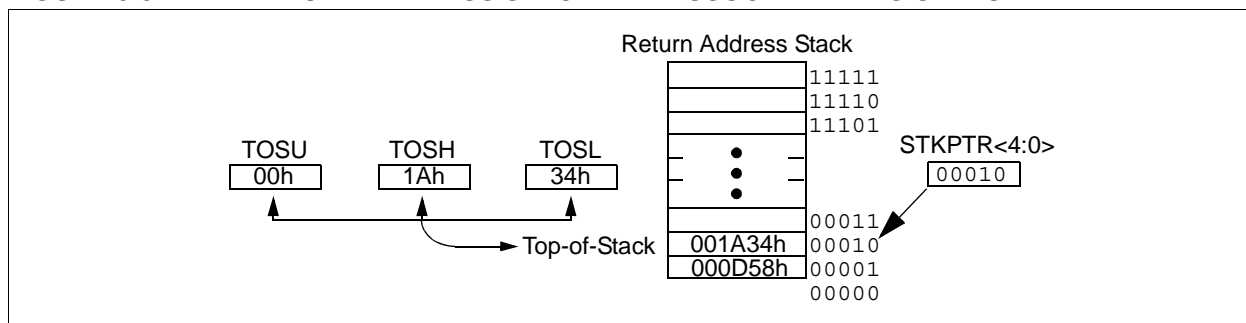 Return Address Stack
11111
11110
11101
TOSU TOSH TOSL STKPTR<4:0>
00h 1Ah 34h 00010
00011
Top-of-Stack 001A34h 00010
000D58h 00001
00000